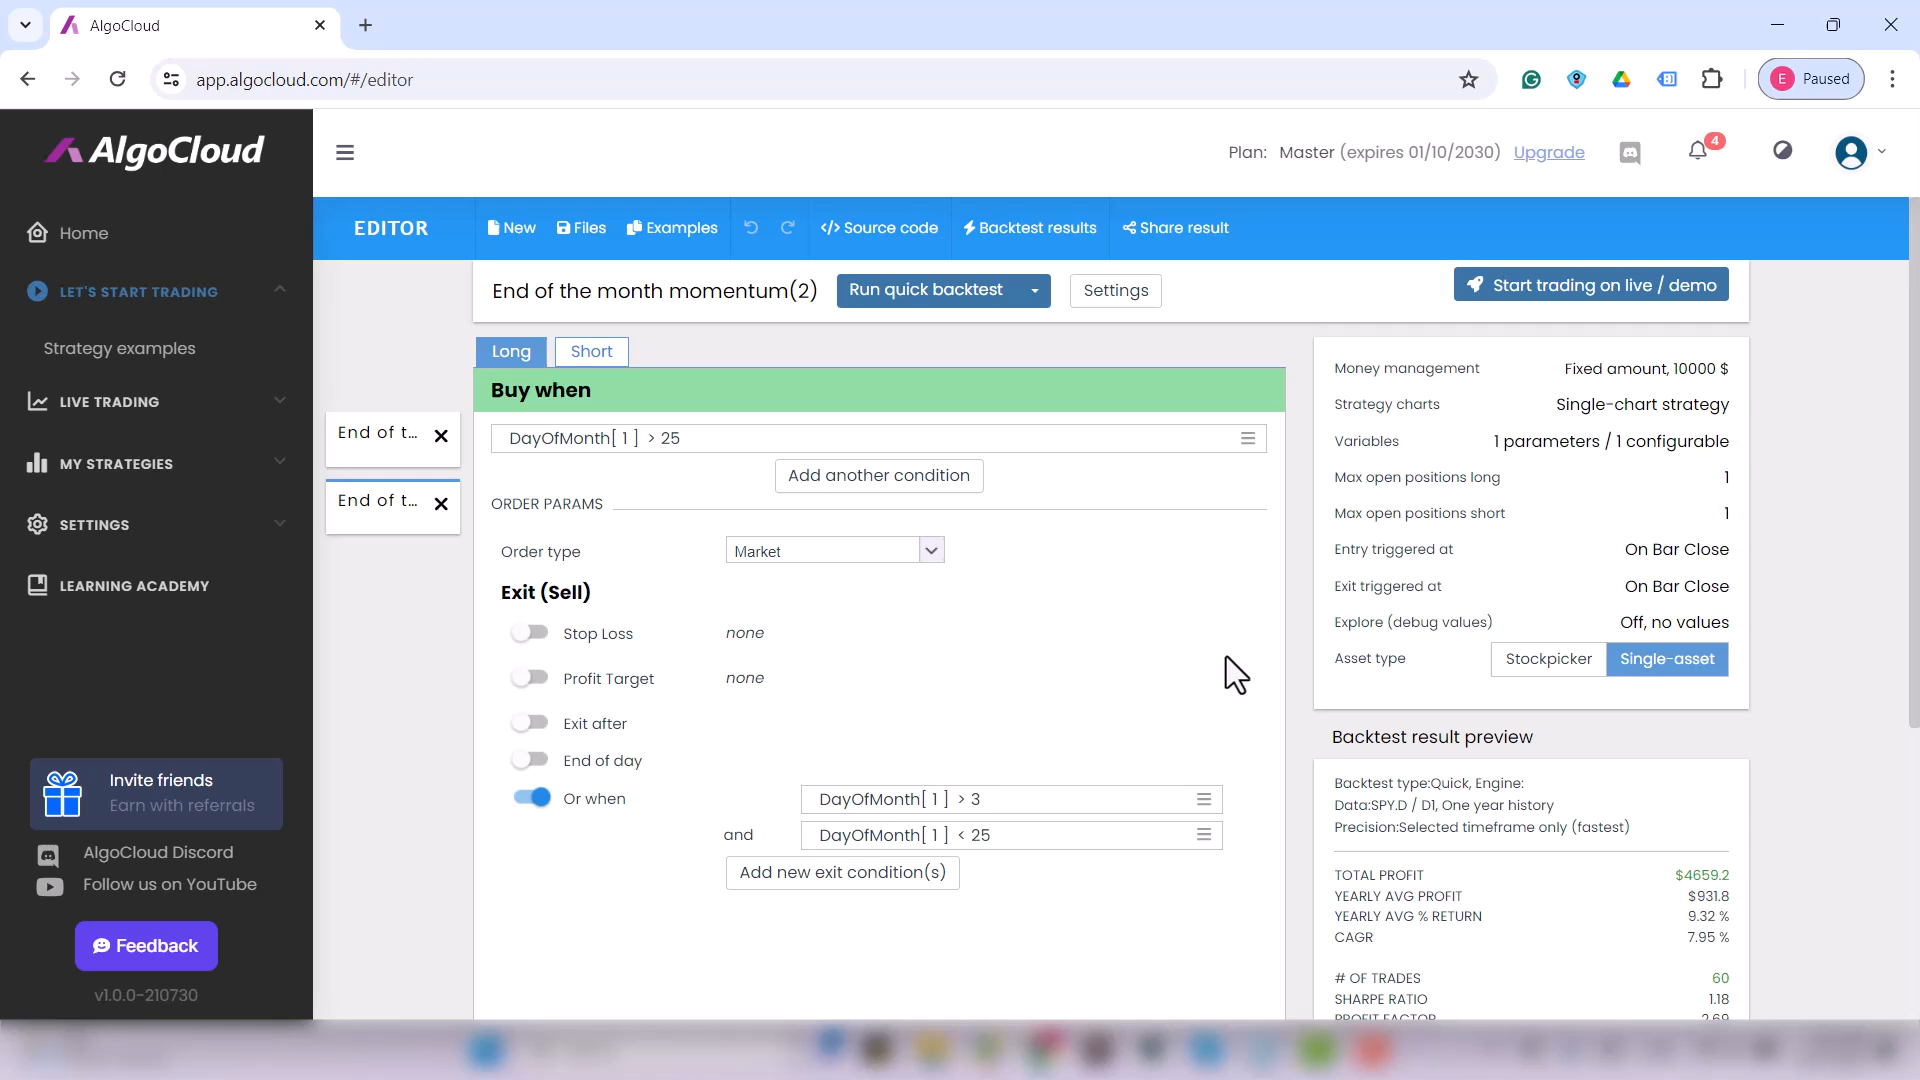 AlgoCloud
app.algocloud.com/#/editor
E Paused
AlgoCloud
Plan: Master (expires 01/10/2030) Upgrade
4
Home
LET'S START TRADING
Strategy examples
LIVE TRADING
MY STRATEGIES
SETTINGS
LEARNING ACADEMY
Invite friends
Earn with referrals
AlgoCloud Discord
Follow us on YouTube
Feedback
v1.0.0-210730
EDITOR
New
Files
Examples
Source code
Backtest results
Share result
End of t...
End of t...
End of the month momentum(2)
Run quick backtest
Settings
Start trading on live / demo
Long
Short
Buy when
DayOfMonth[ 1 ] > 25
Add another condition
ORDER PARAMS
Order type
Market
Exit (Sell)
Stop Loss none
Profit Target none
Exit after
End of day
Or when
DayOfMonth[ 1 ] > 3
and DayOfMonth[ 1 ] < 25
Add new exit condition(s)
Money management Fixed amount, 10000 $
Strategy charts Single-chart strategy
Variables 1 parameters / 1 configurable
Max open positions long 1
Max open positions short 1
Entry triggered at On Bar Close
Exit triggered at On Bar Close
Explore (debug values) Off, no values
Asset type Stockpicker Single-asset
Backtest result preview
Backtest type:Quick, Engine:
Data:SPY.D / D1, One year history
Precision:Selected timeframe only (fastest)
TOTAL PROFIT $4659.2
YEARLY AVG PROFIT $931.8
YEARLY AVG % RETURN 9.32 %
CAGR 7.95 %
# OF TRADES 60
SHARPE RATIO 1.18
PROFIT FACTOR 2.69